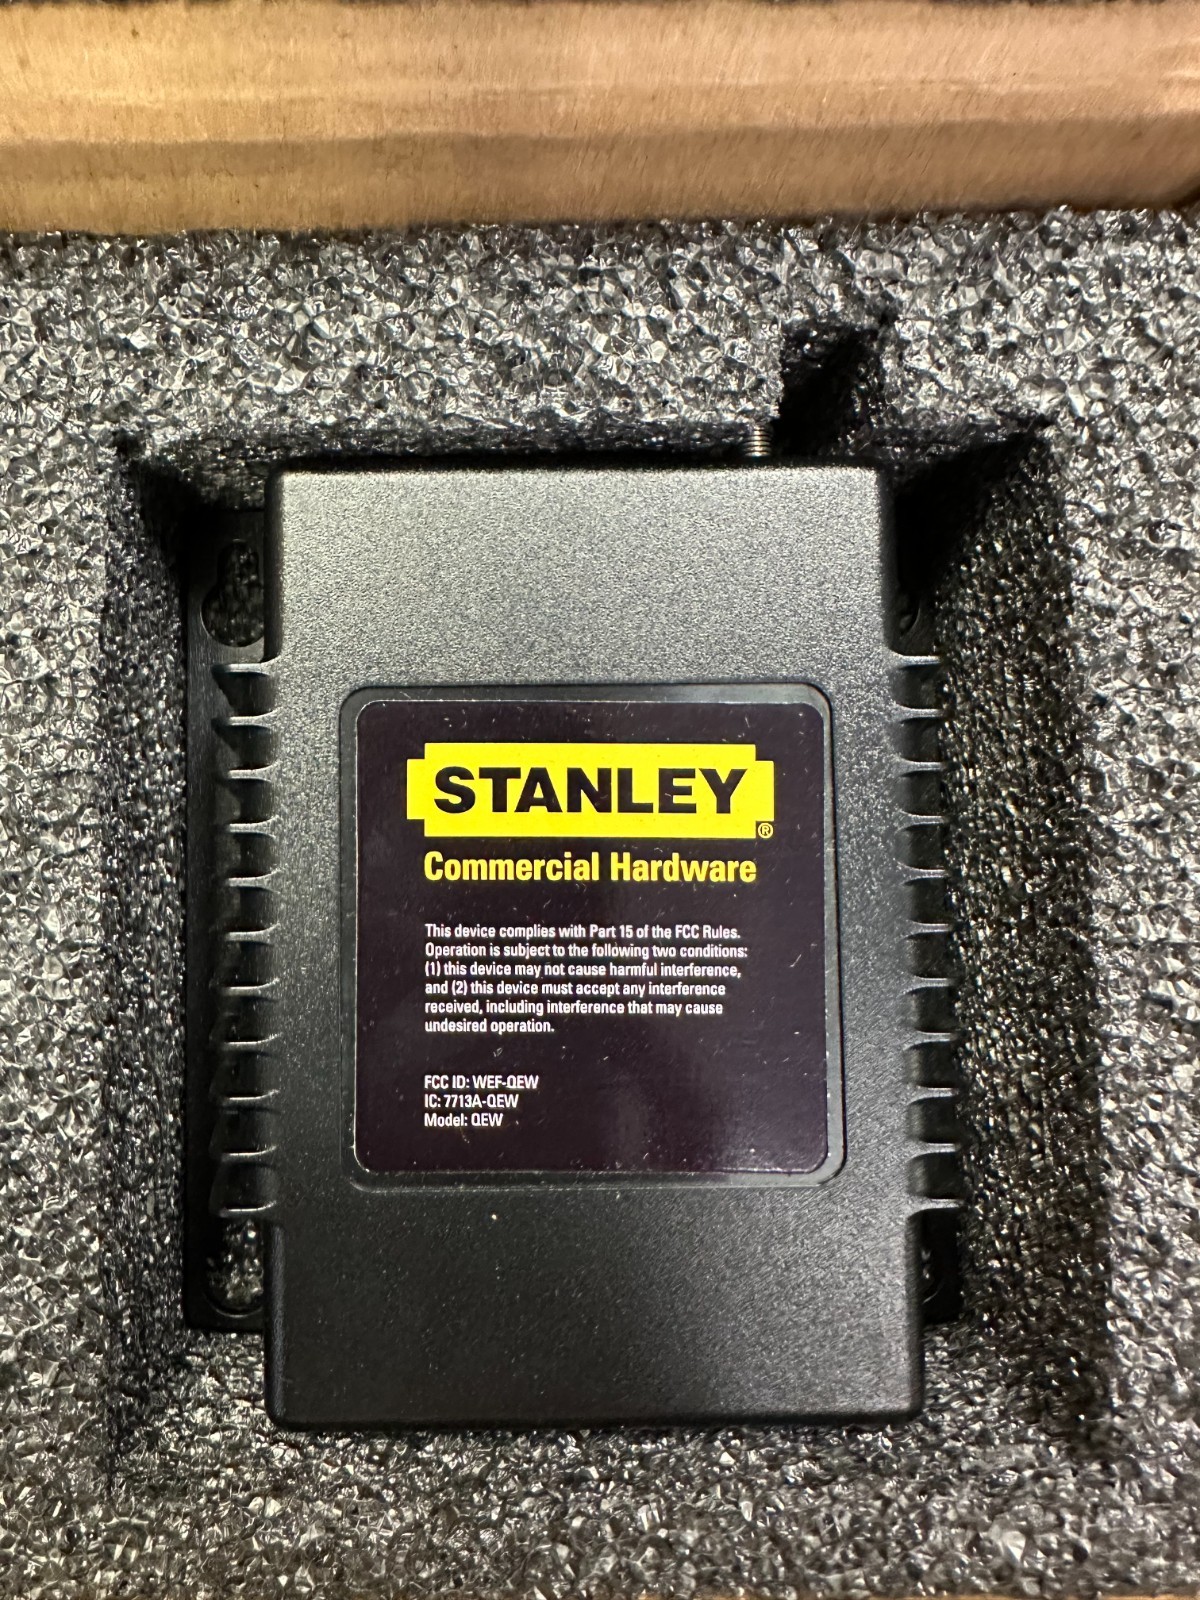 STANLEY
®
Commercial Hardware
This device complies with Part 15 of the FCC Rules.
Operation is subject to the following two conditions:
(1) this device may not cause harmful interference,
and (2) this device must accept any interference
received, including interference that may cause
undesired operation.
FCC ID: WEF-QEW
IC: 7713A-QEW
Model: QEW